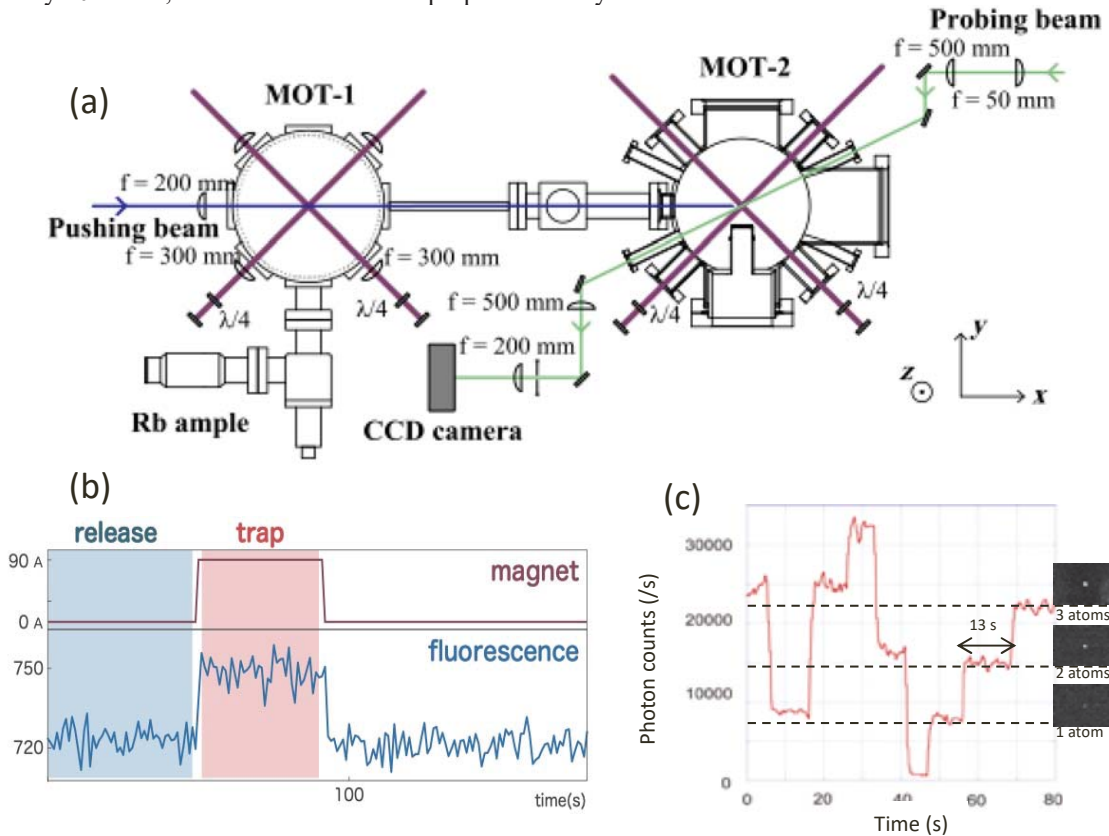 Probing beam
f = 500 mm
(a)
MOT-1
MOT-2
f = 50 mm
f = 200 mm
Pushing beam
f = 300 mm
f = 300 mm
λ/4
λ/4
f = 500 mm
λ/4
λ/4
f = 200 mm
Rb ample
CCD camera
y
z
x
(b)
release
trap
90 A
magnet
0 A
fluorescence
750
720
100
time(s)
(c)
Photon counts (/s)
30000
20000
10000
0
13 s
3 atoms
2 atoms
1 atom
0
20
40
60
80
Time (s)